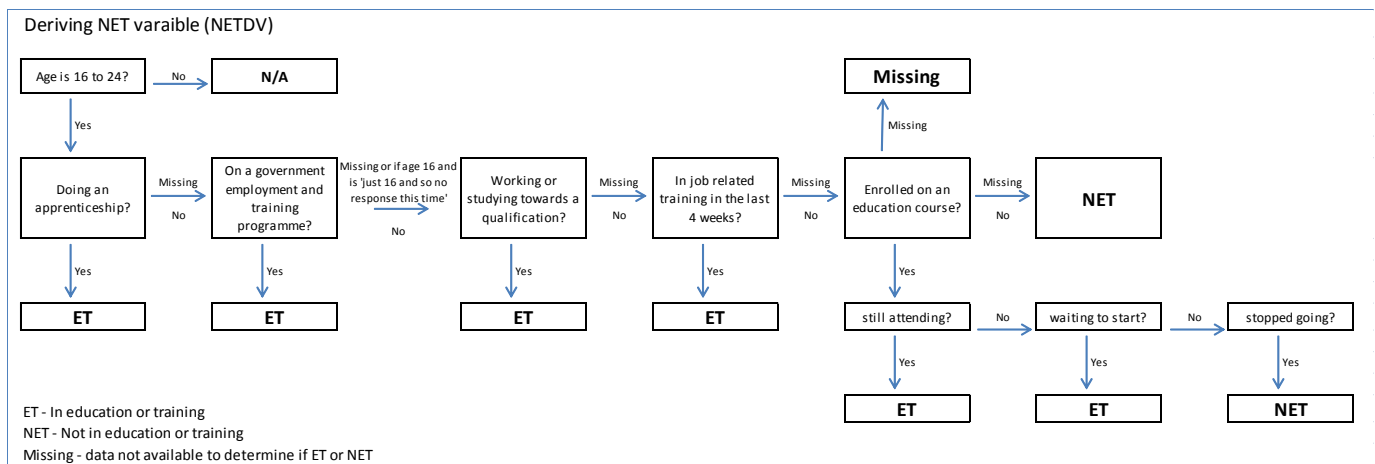 Deriving NET varaible (NETDV)
Age is 16 to 24?
No
N/A
Missing
Yes
Missing
Doing an
apprenticeship?
Missing
No
On a government
employment and
training
programme?
Missing or if age 16 and
is 'just 16 and so no
response this time'
No
Working or
studying towards a
qualification?
Missing
No
In job related
training in the last
4 weeks?
Missing
No
Enrolled on an
education course?
Missing
No
NET
Yes
Yes
Yes
Yes
Yes
ET
ET
ET
ET
still attending?
No
waiting to start?
No
stopped going?
Yes
Yes
Yes
ET
ET
NET
ET - In education or training
NET - Not in education or training
Missing - data not available to determine if ET or NET